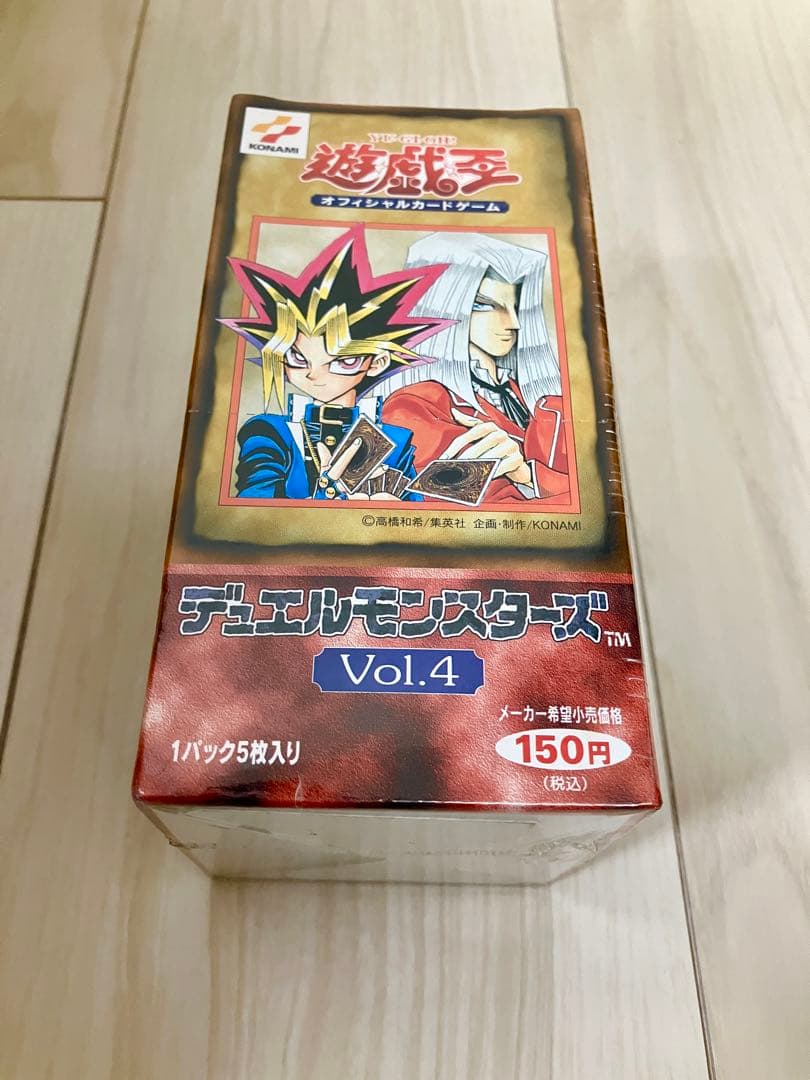 KONAMI
YU-GI-OH!
遊戯王
オフィシャルカードゲーム
©高橋和希/集英社 企画・制作/KONAMI
デュエルモンスターズ™
Vol.4
メーカー希望小売価格
1パック5枚入り
150円
(税込)